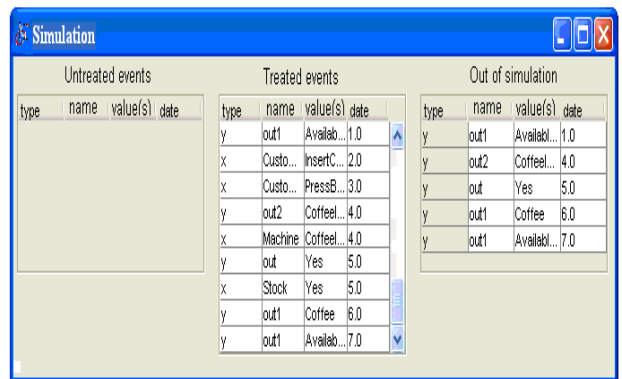 Simulation
Untreated events
type name value(s) date
Treated events
type name value(s) date
y out1 Availab... 1.0
x Custo... InsertC... 2.0
x Custo... PressB... 3.0
y out2 Coffeel... 4.0
x Machine Coffeel... 4.0
y out Yes 5.0
x Stock Yes 5.0
y out1 Coffee 6.0
y out1 Availab... 7.0
Out of simulation
type name value(s) date
y out1 Availabl... 1.0
y out2 Coffeel... 4.0
y out Yes 5.0
y out1 Coffee 6.0
y out1 Availabl... 7.0